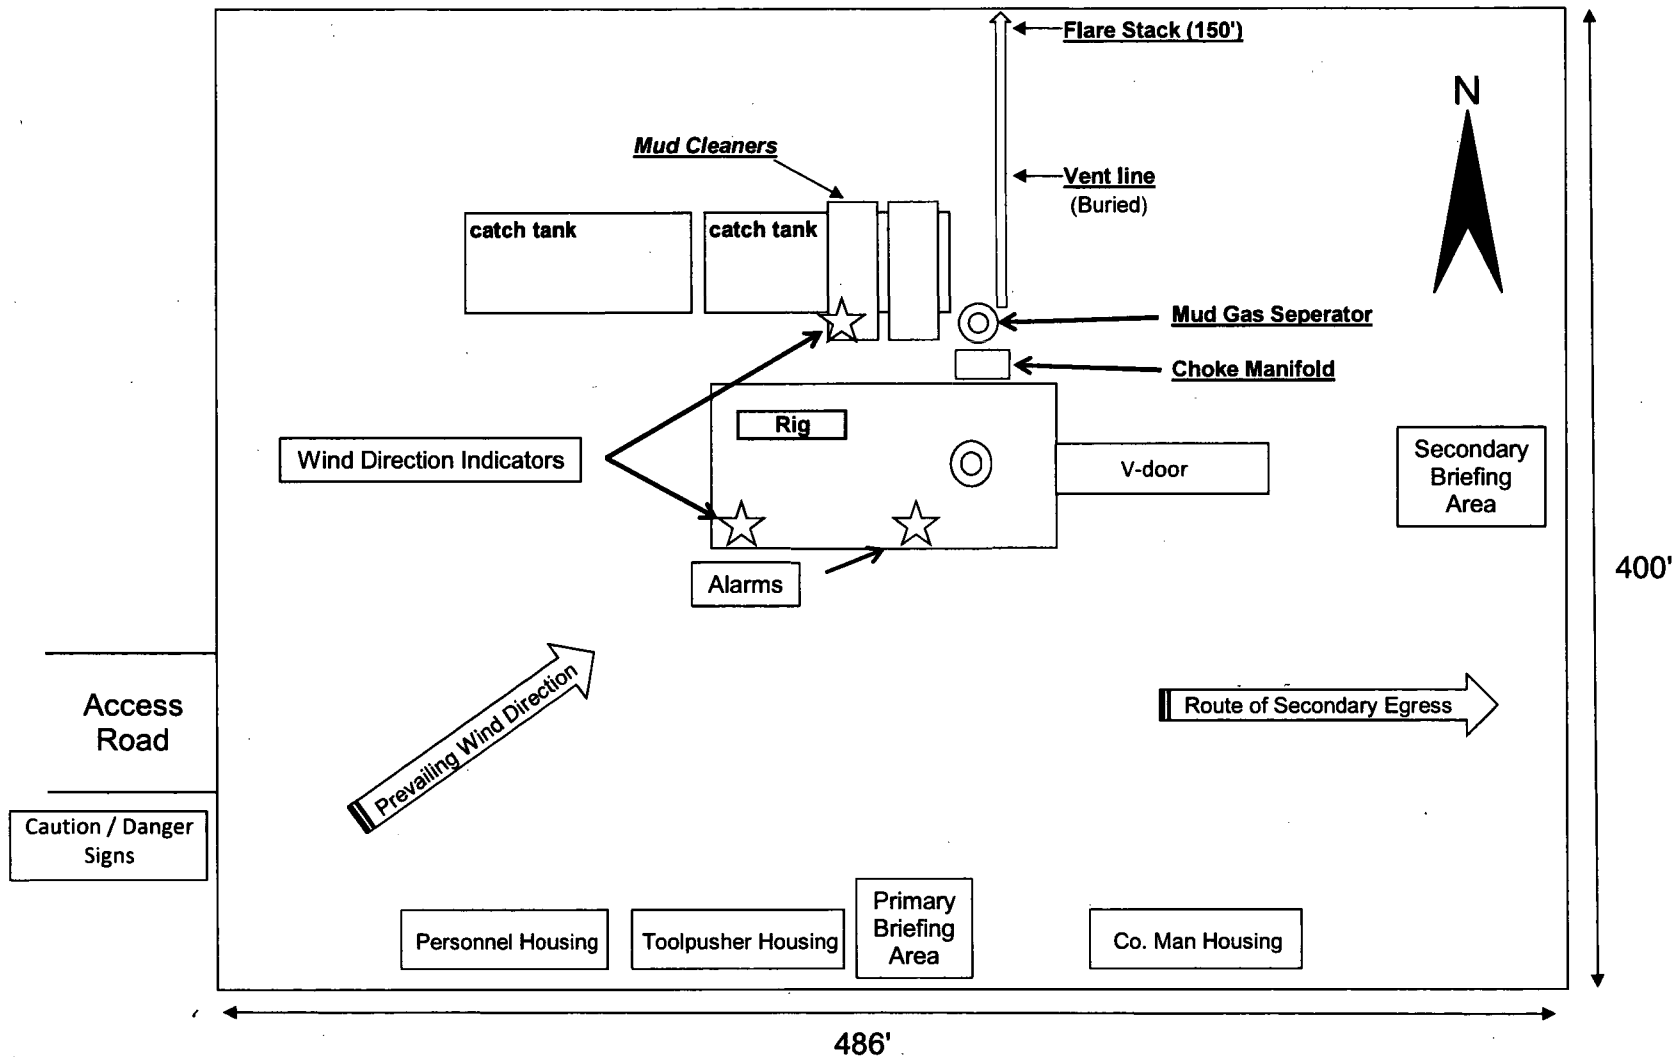 Flare Stack (150')
N
Mud Cleaners
Vent line
(Buried)
catch tank
catch tank
Mud Gas Seperator
Choke Manifold
Rig
Wind Direction Indicators
V-door
Secondary
Briefing
Area
Alarms
400'
Prevailing Wind Direction
Route of Secondary Egress
Access
Road
Caution / Danger
Signs
Personnel Housing
Toolpusher Housing
Primary
Briefing
Area
Co. Man Housing
486'